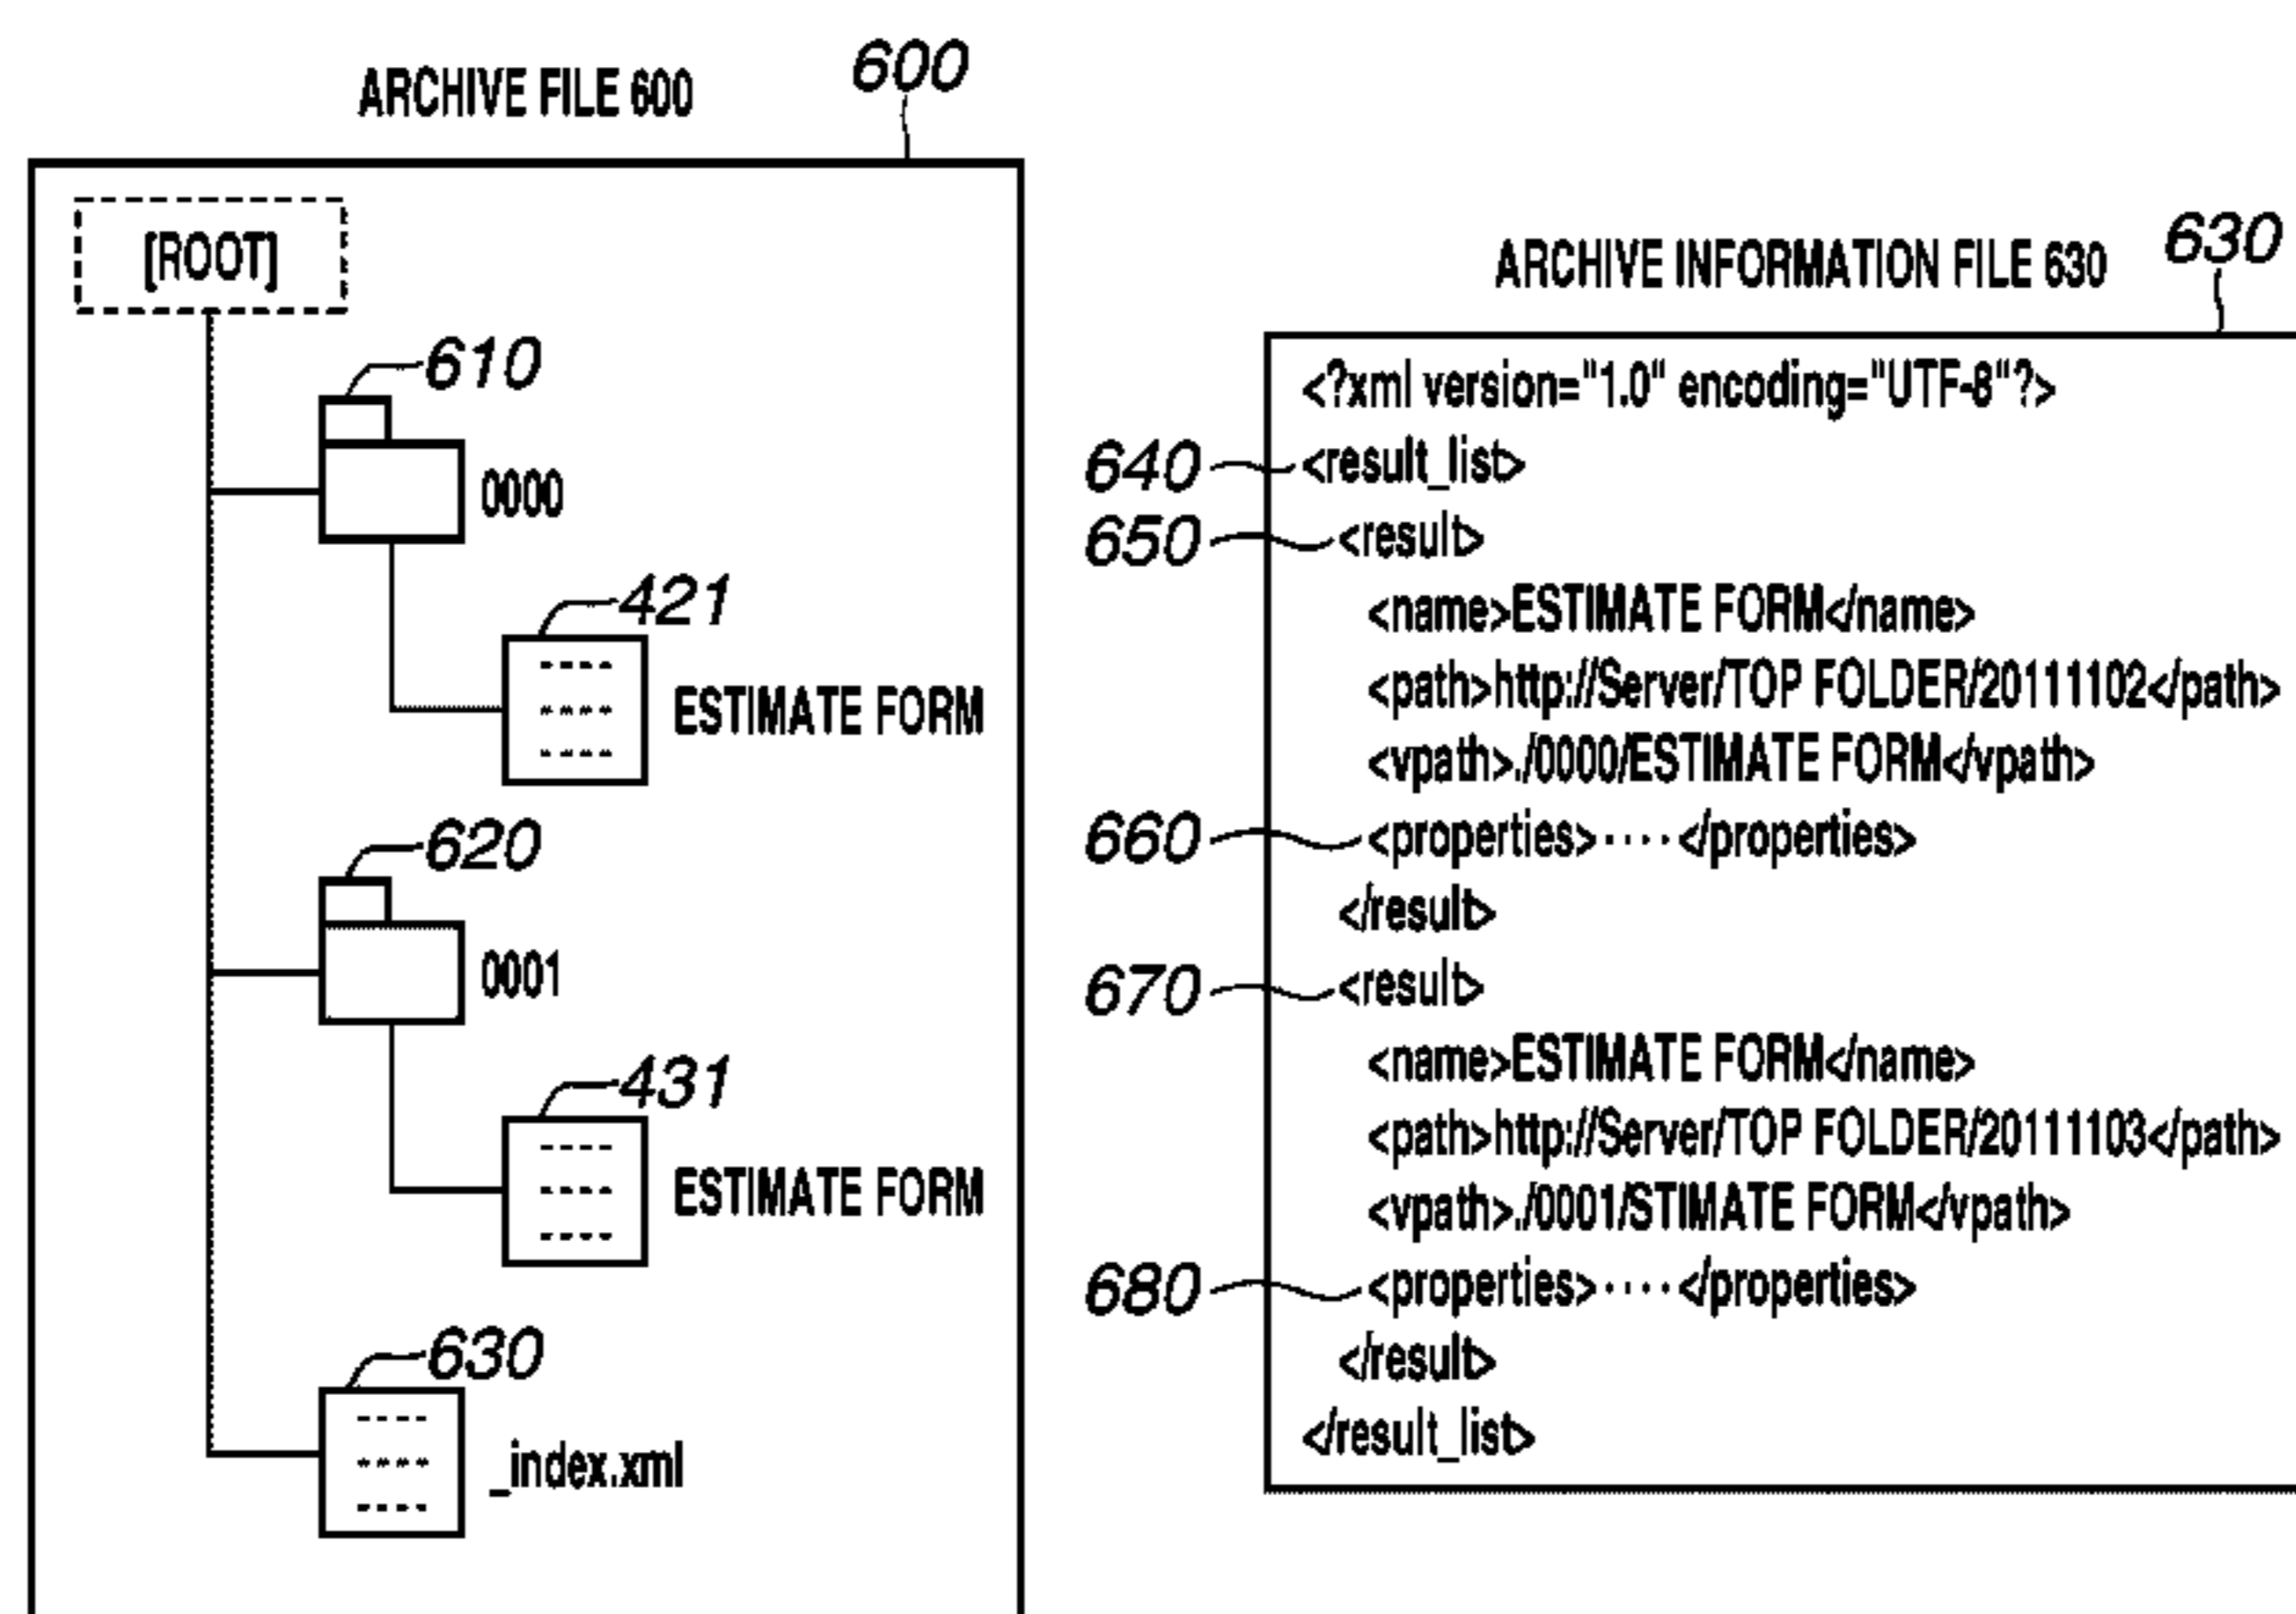 ARCHIVE FILE 600
600
[ROOT]
610
0000
421
ESTIMATE FORM
620
0001
431
ESTIMATE FORM
630
_index.xml
ARCHIVE INFORMATION FILE 630
630
<?xml version="1.0" encoding="UTF-8"?>
640 <result_list>
650 <result>
<name>ESTIMATE FORM</name>
<path>http://Server/TOP FOLDER/20111102</path>
<vpath>./0000/ESTIMATE FORM</vpath>
660 <properties>····</properties>
</result>
670 <result>
<name>ESTIMATE FORM</name>
<path>http://Server/TOP FOLDER/20111103</path>
<vpath>./0001/STIMATE FORM</vpath>
680 <properties>····</properties>
</result>
</result_list>